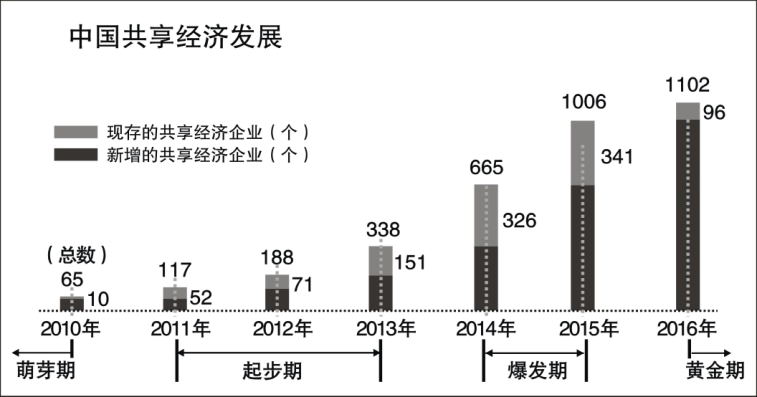 中国共享经济发展
现存的共享经济企业（个）
新增的共享经济企业（个）
（总数）
65
10
117
52
188
71
338
151
665
326
1006
341
1102
96
2010年 2011年 2012年 2013年 2014年 2015年 2016年
萌芽期 起步期 爆发期 黄金期